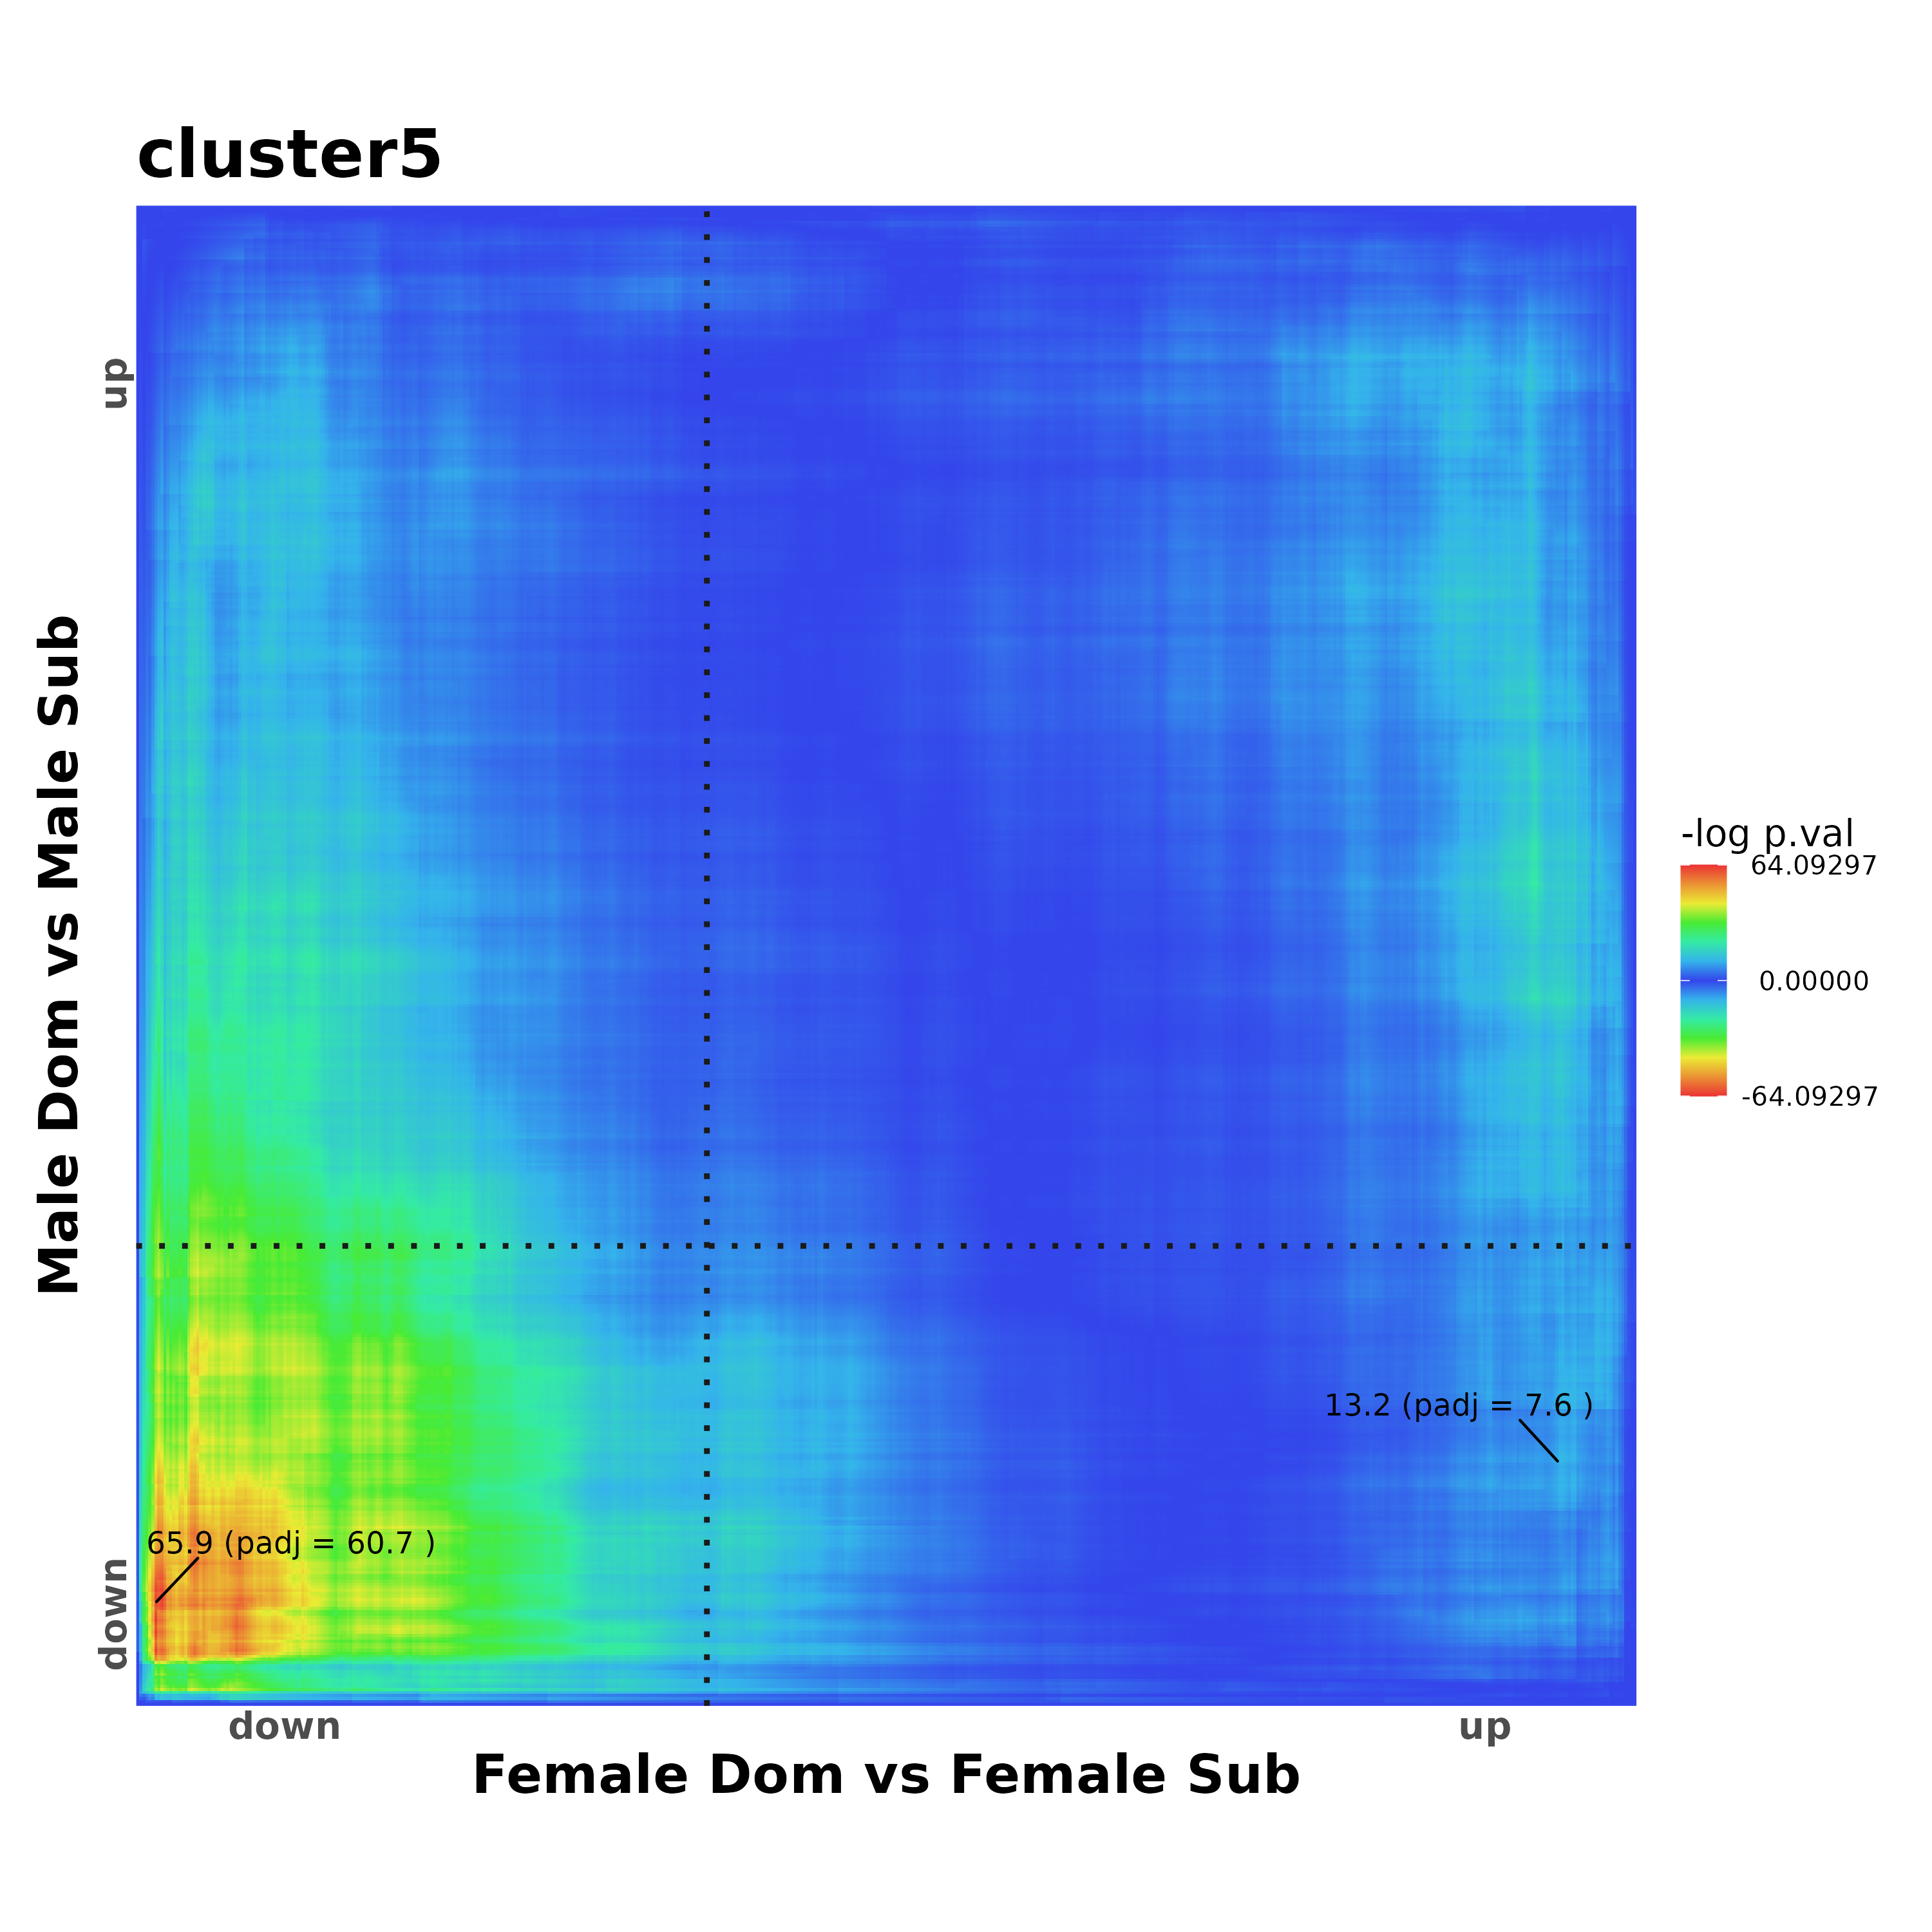 cluster5
up
Male Dom vs Male Sub
-log p.val
64.09297
0.00000
-64.09297
13.2 (padj = 7.6 )
65.9 (padj = 60.7 )
down
down
up
Female Dom vs Female Sub